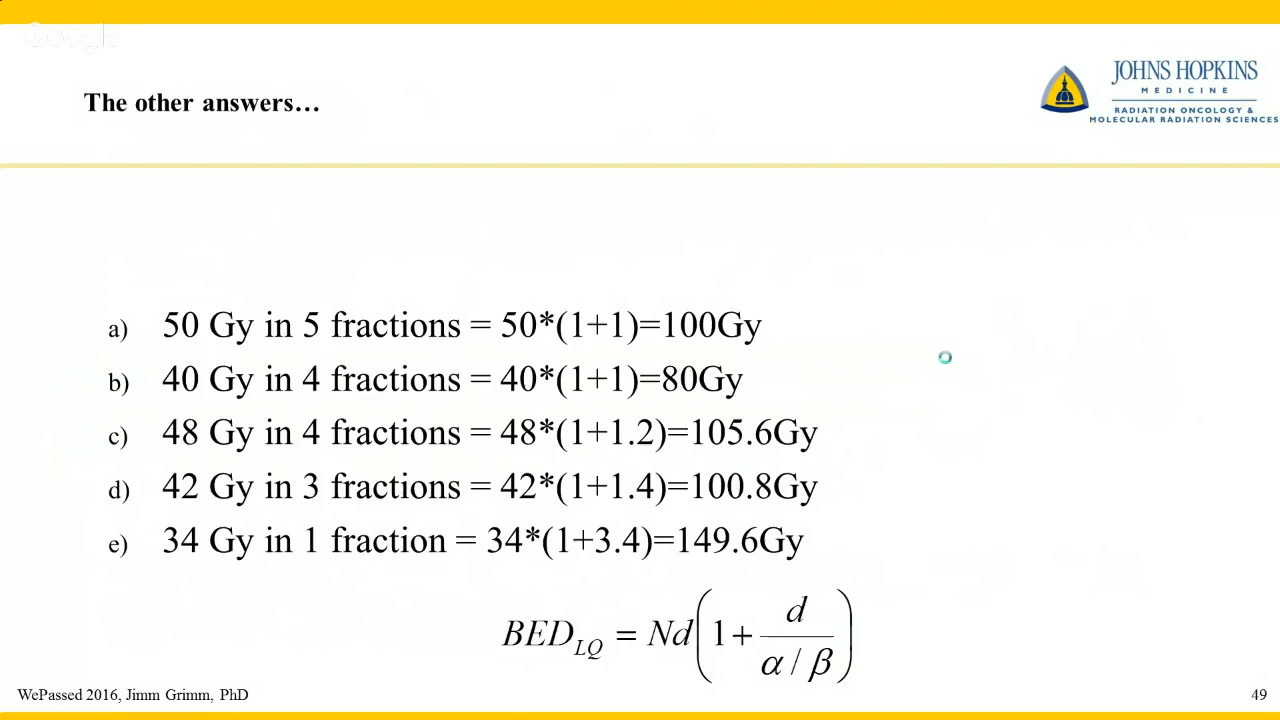 Google
The other answers…
JOHNS HOPKINS
MEDICINE
RADIATION ONCOLOGY &
MOLECULAR RADIATION SCIENCES
a) 50 Gy in 5 fractions = 50*(1+1)=100Gy
b) 40 Gy in 4 fractions = 40*(1+1)=80Gy
c) 48 Gy in 4 fractions = 48*(1+1.2)=105.6Gy
d) 42 Gy in 3 fractions = 42*(1+1.4)=100.8Gy
e) 34 Gy in 1 fraction = 34*(1+3.4)=149.6Gy
BED_LQ = Nd(1 + d / (α / β))
WePassed 2016, Jimm Grimm, PhD
49